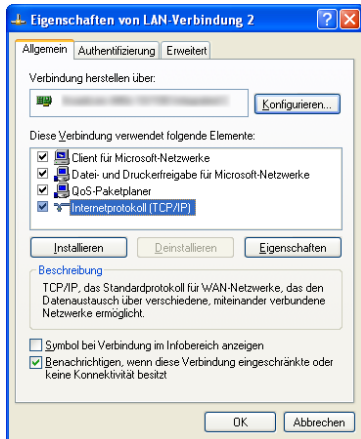 Eigenschaften von LAN-Verbindung 2
Allgemein Authentifizierung Erweitert
Verbindung herstellen über:
Konfigurieren...
Diese Verbindung verwendet folgende Elemente:
Client für Microsoft-Netzwerke
Datei- und Druckerfreigabe für Microsoft-Netzwerke
QoS-Paketplaner
Internetprotokoll (TCP/IP)
Installieren Deinstallieren Eigenschaften
Beschreibung
TCP/IP, das Standardprotokoll für WAN-Netzwerke, das den
Datenaustausch über verschiedene, miteinander verbundene
Netzwerke ermöglicht.
Symbol bei Verbindung im Infobereich anzeigen
Benachrichtigen, wenn diese Verbindung eingeschränkte oder
keine Konnektivität besitzt
OK Abbrechen